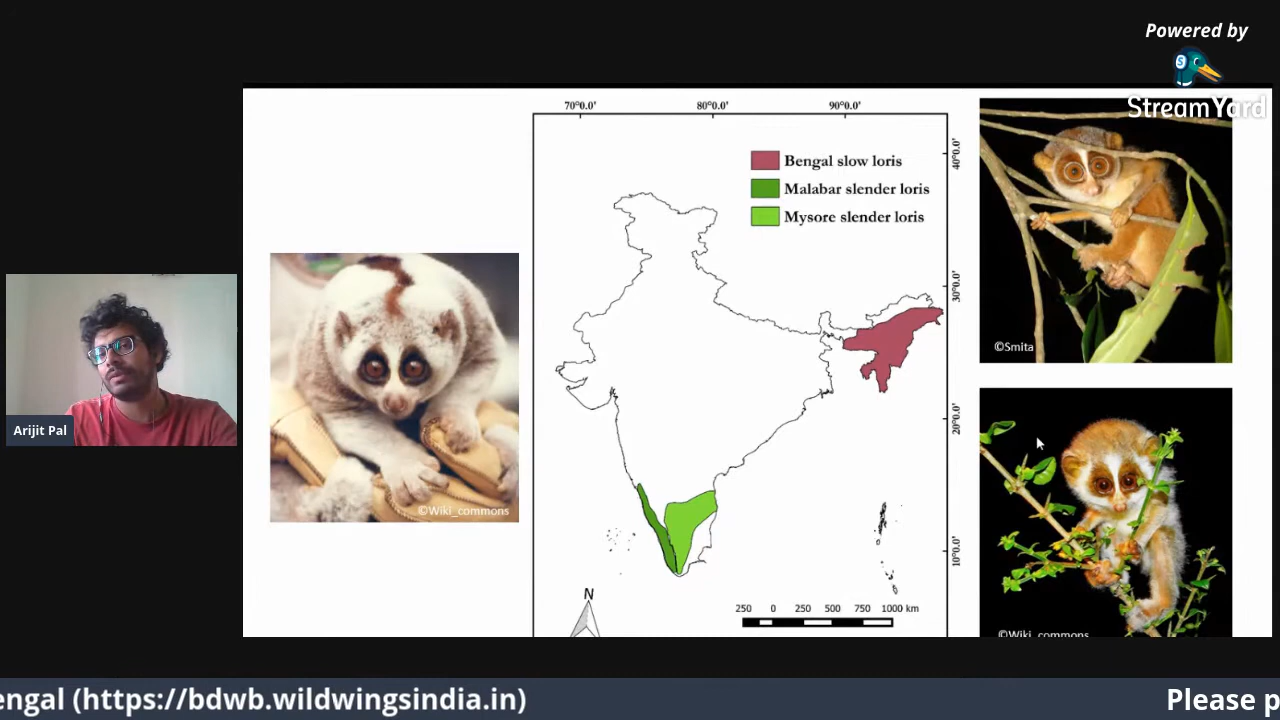 Powered by
StreamYard
70°0.0' 80°0.0' 90°0.0'
40°0.0'
30°0.0'
20°0.0'
10°0.0'
Bengal slow loris
Malabar slender loris
Mysore slender loris
©Smita
©Wiki_commons
©Wiki_commons
Arijit Pal
N
250 0 250 500 750 1000 km
engal (https://bdwb.wildwingsindia.in) Please p